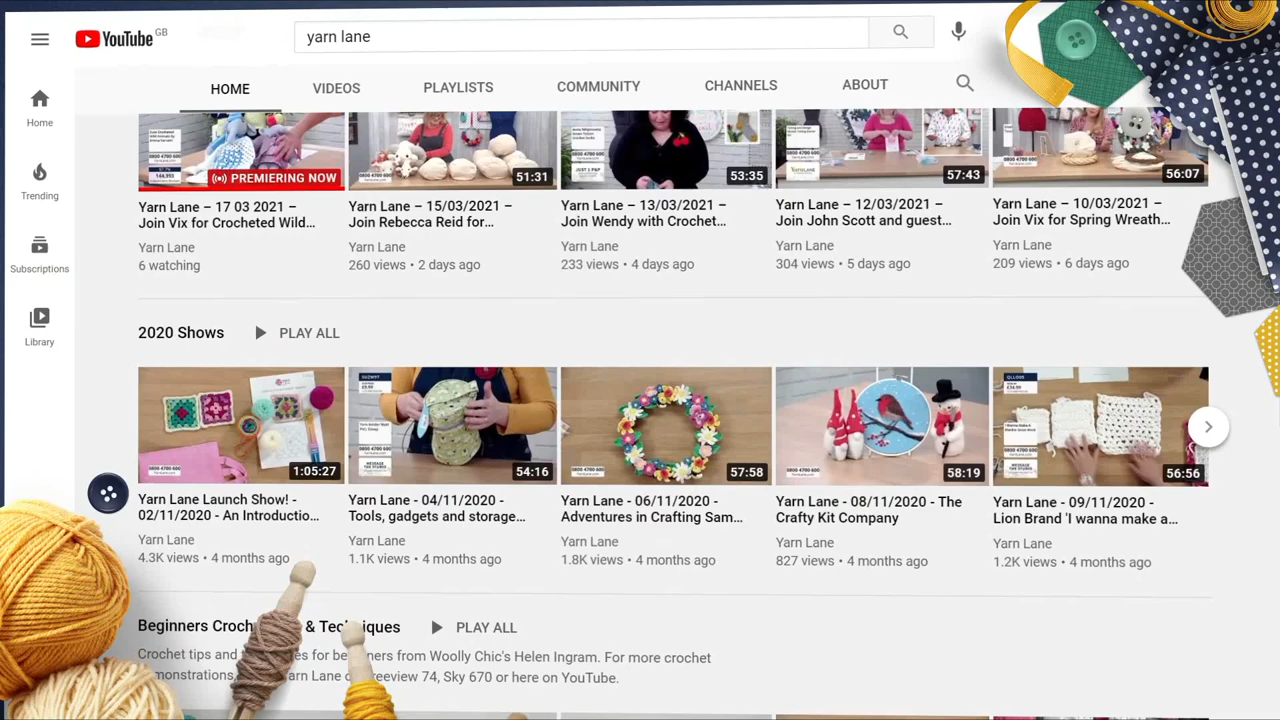 YouTube GB
yarn lane
HOME VIDEOS PLAYLISTS COMMUNITY CHANNELS ABOUT
Home
Trending
Subscriptions
Library
PREMIERING NOW
51:31
53:35
57:43
56:07
Yarn Lane – 17 03 2021 –
Join Vix for Crocheted Wild...
Yarn Lane
6 watching
Yarn Lane – 15/03/2021 –
Join Rebecca Reid for...
Yarn Lane
260 views • 2 days ago
Yarn Lane – 13/03/2021 –
Join Wendy with Crochet...
Yarn Lane
233 views • 4 days ago
Yarn Lane – 12/03/2021 –
Join John Scott and guest...
Yarn Lane
304 views • 5 days ago
Yarn Lane – 10/03/2021 –
Join Vix for Spring Wreath...
Yarn Lane
209 views • 6 days ago
2020 Shows PLAY ALL
1:05:27
54:16
57:58
58:19
56:56
Yarn Lane Launch Show! -
02/11/2020 - An Introductio...
Yarn Lane
4.3K views • 4 months ago
Yarn Lane - 04/11/2020 -
Tools, gadgets and storage...
Yarn Lane
1.1K views • 4 months ago
Yarn Lane - 06/11/2020 -
Adventures in Crafting Sam...
Yarn Lane
1.8K views • 4 months ago
Yarn Lane - 08/11/2020 - The
Crafty Kit Company
Yarn Lane
827 views • 4 months ago
Yarn Lane - 09/11/2020 -
Lion Brand 'I wanna make a...
Yarn Lane
1.2K views • 4 months ago
Beginners & PLAY ALL
Crochet tips and for from Woolly Chic's Helen Ingram. For more crochet
Lane Freeview 74, Sky 670 or here on YouTube.